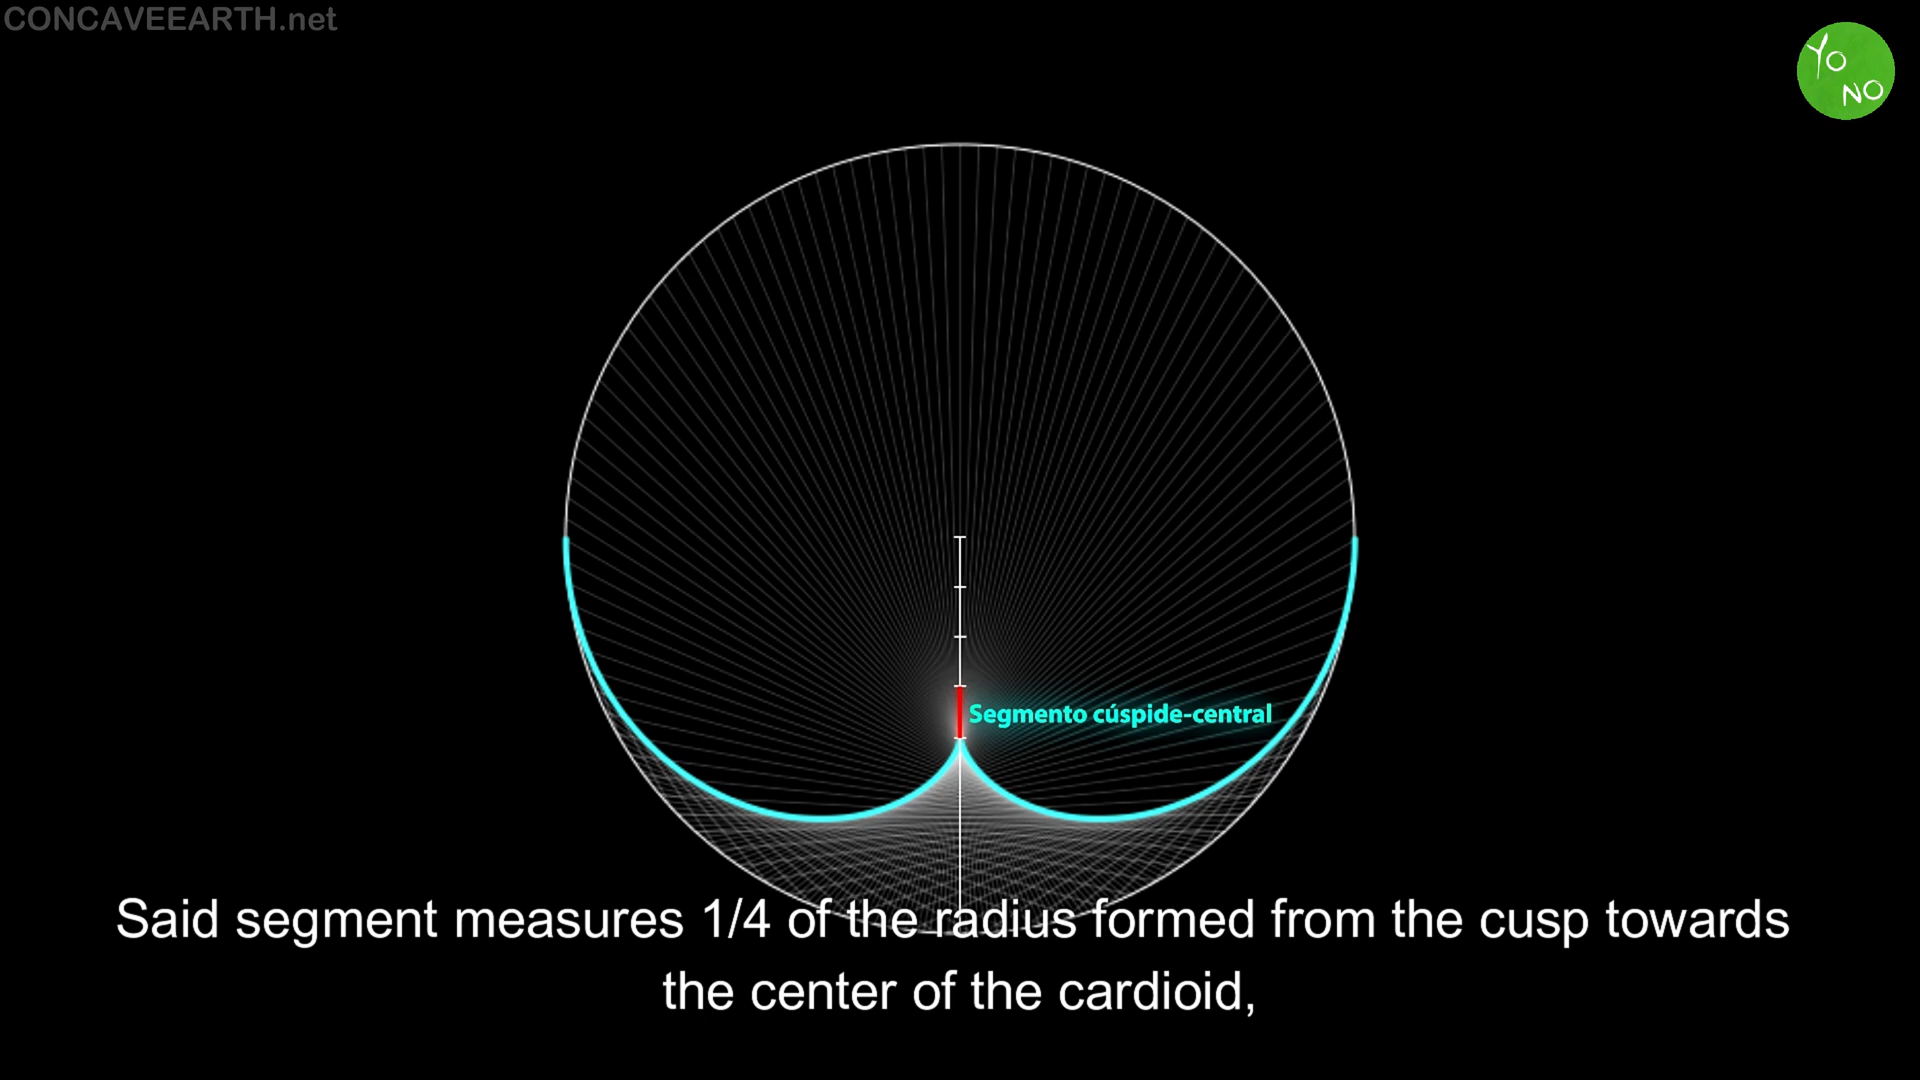 CONCAVEEARTH.net
YO
NO
Segmento cúspide-central
Said segment measures 1/4 of the radius formed from the cusp towards
the center of the cardioid,